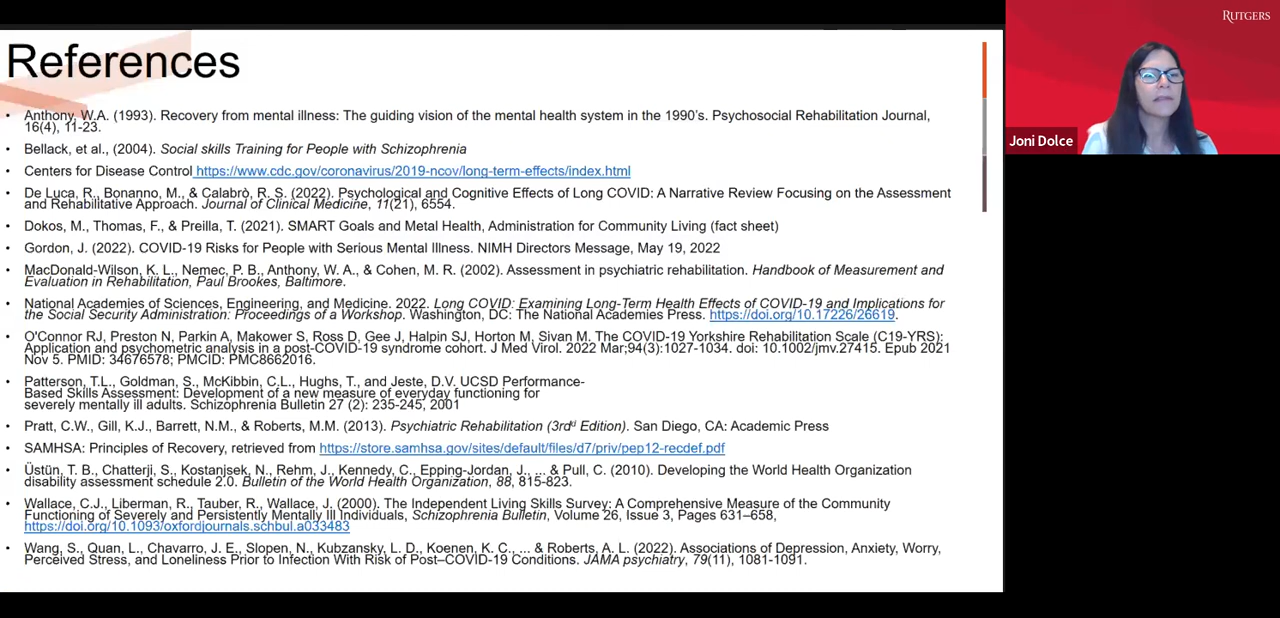 RUTGERS
References
Joni Dolce
• Anthony, W.A. (1993). Recovery from mental illness: The guiding vision of the mental health system in the 1990's. Psychosocial Rehabilitation Journal,
16(4), 11-23.
• Bellack, et al., (2004). Social skills Training for People with Schizophrenia
• Centers for Disease Control https://www.cdc.gov/coronavirus/2019-ncov/long-term-effects/index.html
• De Luca, R., Bonanno, M., & Calabrò, R. S. (2022). Psychological and Cognitive Effects of Long COVID: A Narrative Review Focusing on the Assessment
and Rehabilitative Approach. Journal of Clinical Medicine, 11(21), 6554.
• Dokos, M., Thomas, F., & Preilla, T. (2021). SMART Goals and Metal Health, Administration for Community Living (fact sheet)
• Gordon, J. (2022). COVID-19 Risks for People with Serious Mental Illness. NIMH Directors Message, May 19, 2022
• MacDonald-Wilson, K. L., Nemec, P. B., Anthony, W. A., & Cohen, M. R. (2002). Assessment in psychiatric rehabilitation. Handbook of Measurement and
Evaluation in Rehabilitation, Paul Brookes, Baltimore.
• National Academies of Sciences, Engineering, and Medicine. 2022. Long COVID: Examining Long-Term Health Effects of COVID-19 and Implications for
the Social Security Administration: Proceedings of a Workshop. Washington, DC: The National Academies Press. https://doi.org/10.17226/26619.
• O'Connor RJ, Preston N, Parkin A, Makower S, Ross D, Gee J, Halpin SJ, Horton M, Sivan M. The COVID-19 Yorkshire Rehabilitation Scale (C19-YRS):
Application and psychometric analysis in a post-COVID-19 syndrome cohort. J Med Virol. 2022 Mar;94(3):1027-1034. doi: 10.1002/jmv.27415. Epub 2021
Nov 5. PMID: 34676578; PMCID: PMC8662016.
• Patterson, T.L., Goldman, S., McKibbin, C.L., Hughs, T., and Jeste, D.V. UCSD Performance-
Based Skills Assessment: Development of a new measure of everyday functioning for
severely mentally ill adults. Schizophrenia Bulletin 27 (2): 235-245, 2001
• Pratt, C.W., Gill, K.J., Barrett, N.M., & Roberts, M.M. (2013). Psychiatric Rehabilitation (3rd Edition). San Diego, CA: Academic Press
• SAMHSA: Principles of Recovery, retrieved from https://store.samhsa.gov/sites/default/files/d7/priv/pep12-recdef.pdf
• Üstün, T. B., Chatterji, S., Kostanjsek, N., Rehm, J., Kennedy, C., Epping-Jordan, J., ... & Pull, C. (2010). Developing the World Health Organization
disability assessment schedule 2.0. Bulletin of the World Health Organization, 88, 815-823.
• Wallace, C.J., Liberman, R., Tauber, R., Wallace, J. (2000). The Independent Living Skills Survey: A Comprehensive Measure of the Community
Functioning of Severely and Persistently Mentally Ill Individuals, Schizophrenia Bulletin, Volume 26, Issue 3, Pages 631–658,
https://doi.org/10.1093/oxfordjournals.schbul.a033483
• Wang, S., Quan, L., Chavarro, J. E., Slopen, N., Kubzansky, L. D., Koenen, K. C., ... & Roberts, A. L. (2022). Associations of Depression, Anxiety, Worry,
Perceived Stress, and Loneliness Prior to Infection With Risk of Post–COVID-19 Conditions. JAMA psychiatry, 79(11), 1081-1091.